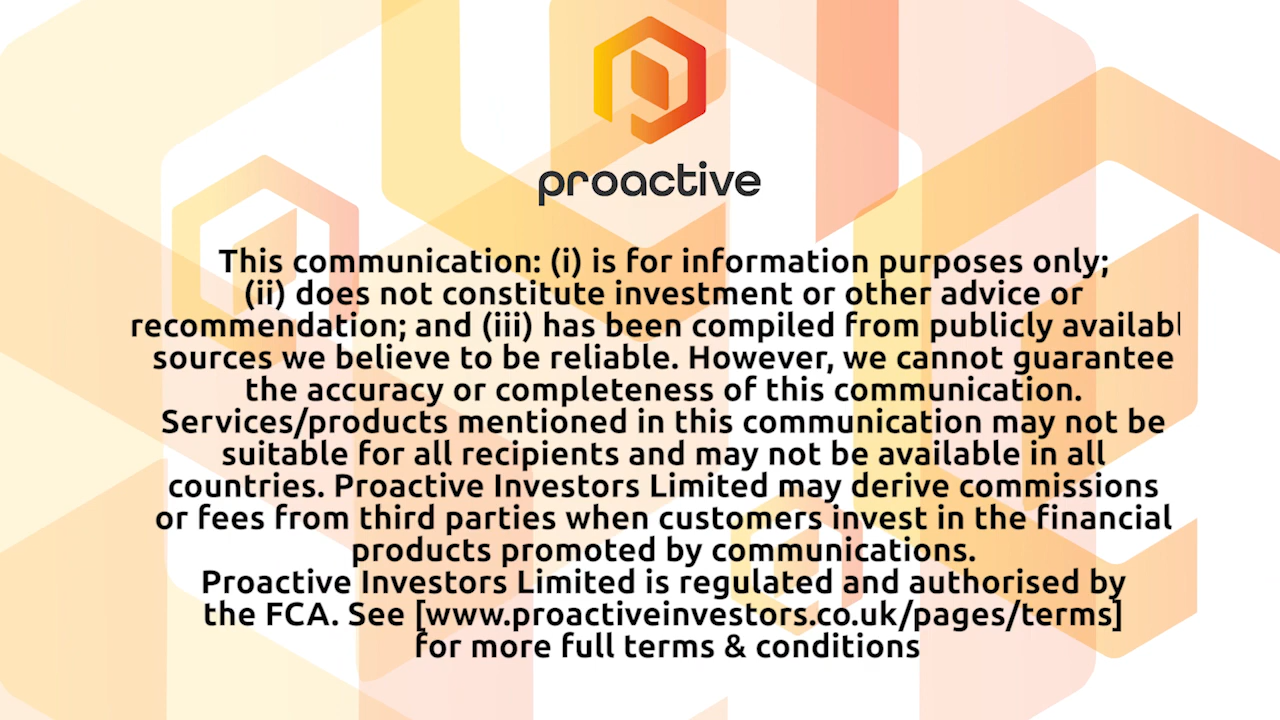 proactive
This communication: (i) is for information purposes only;
(ii) does not constitute investment or other advice or
recommendation; and (iii) has been compiled from publicly availabl
sources we believe to be reliable. However, we cannot guarantee
the accuracy or completeness of this communication.
Services/products mentioned in this communication may not be
suitable for all recipients and may not be available in all
countries. Proactive Investors Limited may derive commissions
or fees from third parties when customers invest in the financial
products promoted by communications.
Proactive Investors Limited is regulated and authorised by
the FCA. See [www.proactiveinvestors.co.uk/pages/terms]
for more full terms & conditions